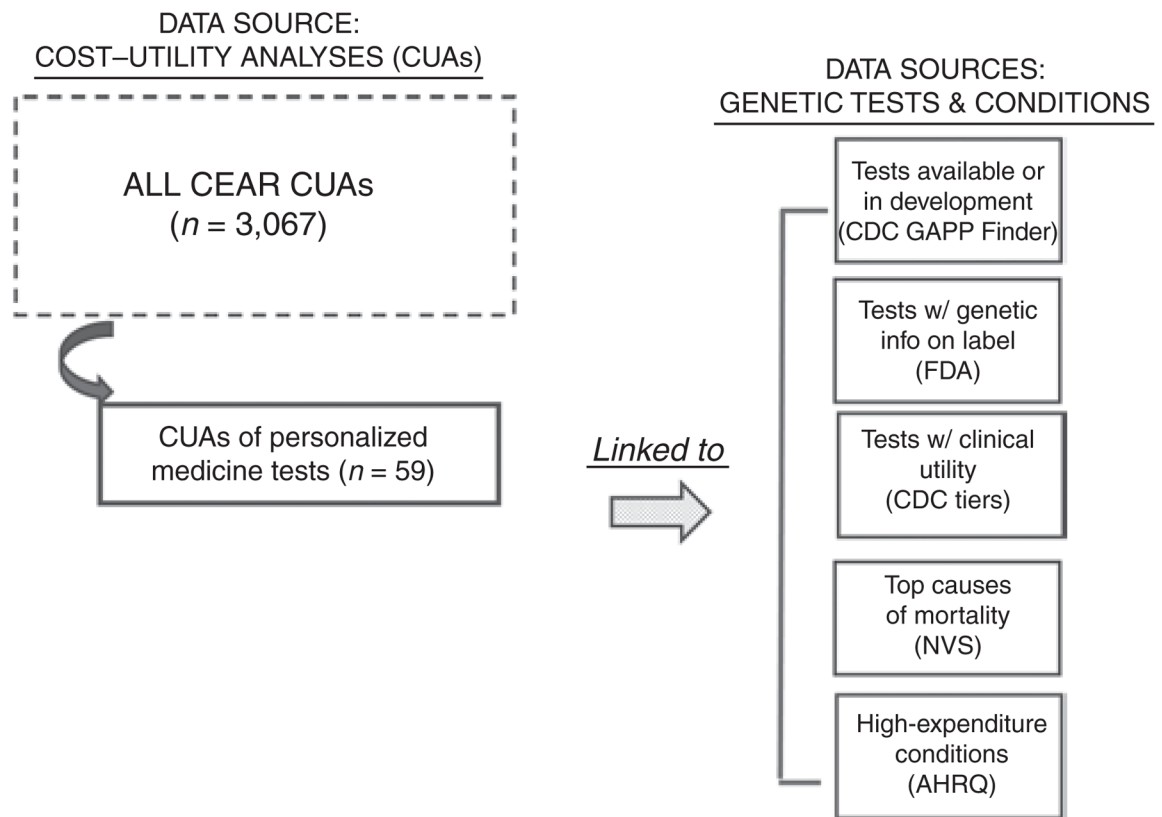 DATA SOURCE:
COST–UTILITY ANALYSES (CUAs)
ALL CEAR CUAs
(n = 3,067)
CUAs of personalized
medicine tests (n = 59)
Linked to
DATA SOURCES:
GENETIC TESTS & CONDITIONS
Tests available or
in development
(CDC GAPP Finder)
Tests w/ genetic
info on label
(FDA)
Tests w/ clinical
utility
(CDC tiers)
Top causes
of mortality
(NVS)
High-expenditure
conditions
(AHRQ)